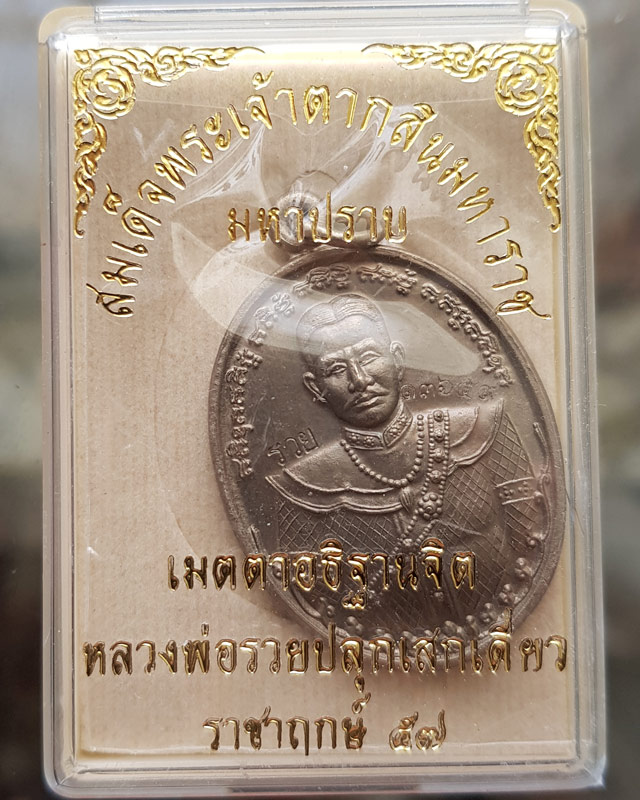 สมเด็จพระเจ้าตากสินมหาราช
มหาปราบ
รวย
เมตตาอธิฐานจิต
หลวงพ่อรวยปลุกเสกเดี่ยว
ราชาฤกษ์ ๕๗